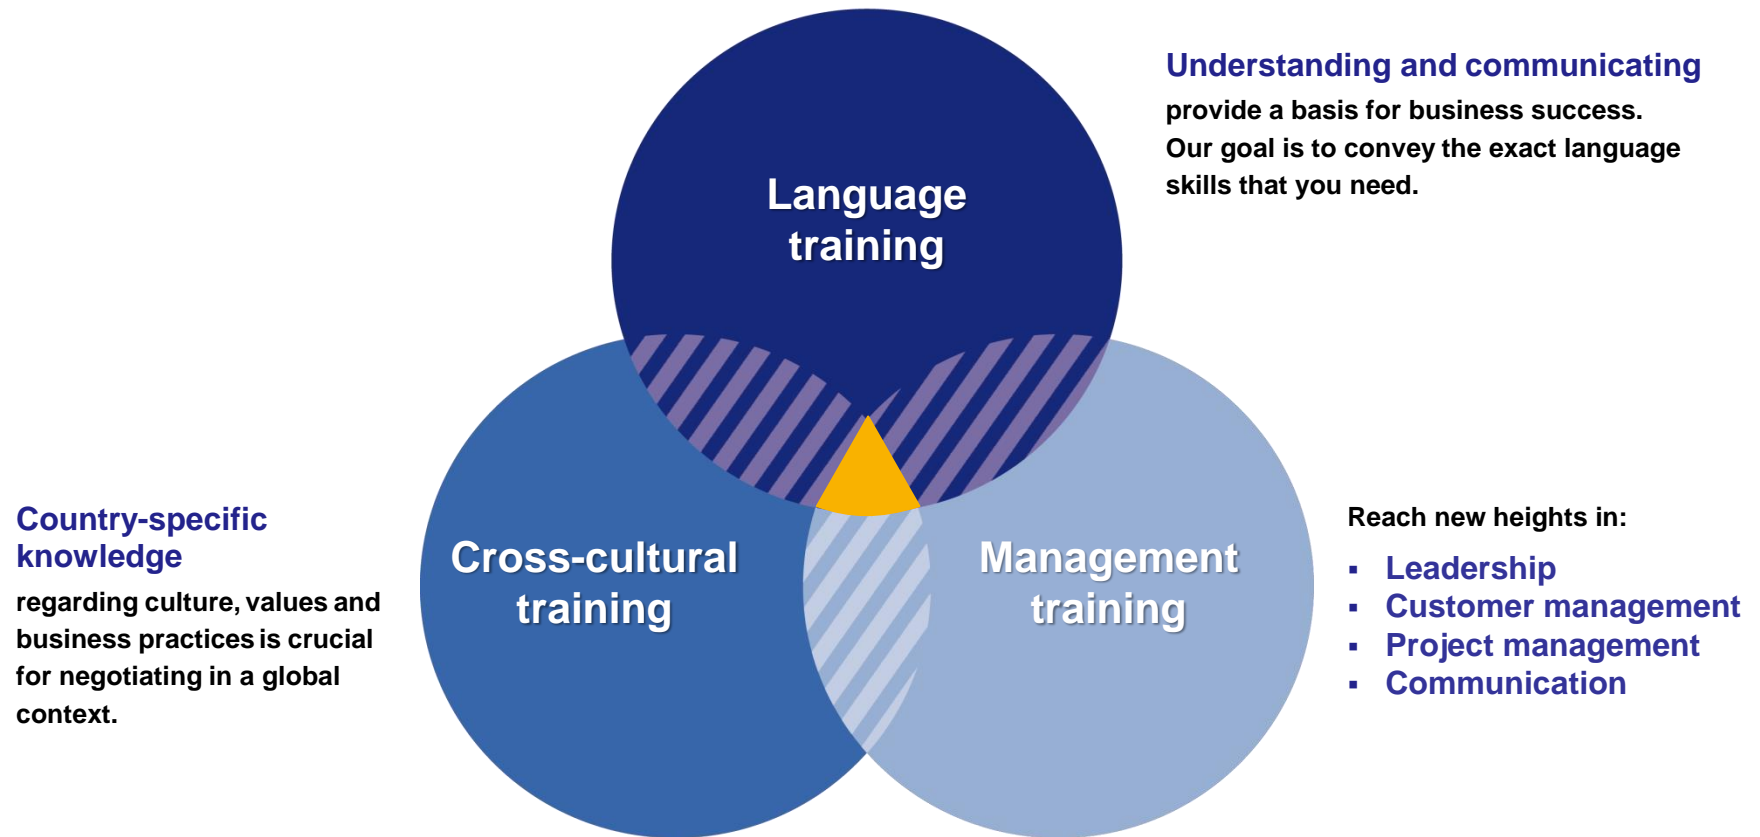 Understanding and communicating
provide a basis for business success.
Our goal is to convey the exact language
skills that you need.
Language
training
Country-specific
knowledge
regarding culture, values and
business practices is crucial
for negotiating in a global
context.
Cross-cultural
training
Management
training
Reach new heights in:
▪ Leadership
▪ Customer management
▪ Project management
▪ Communication